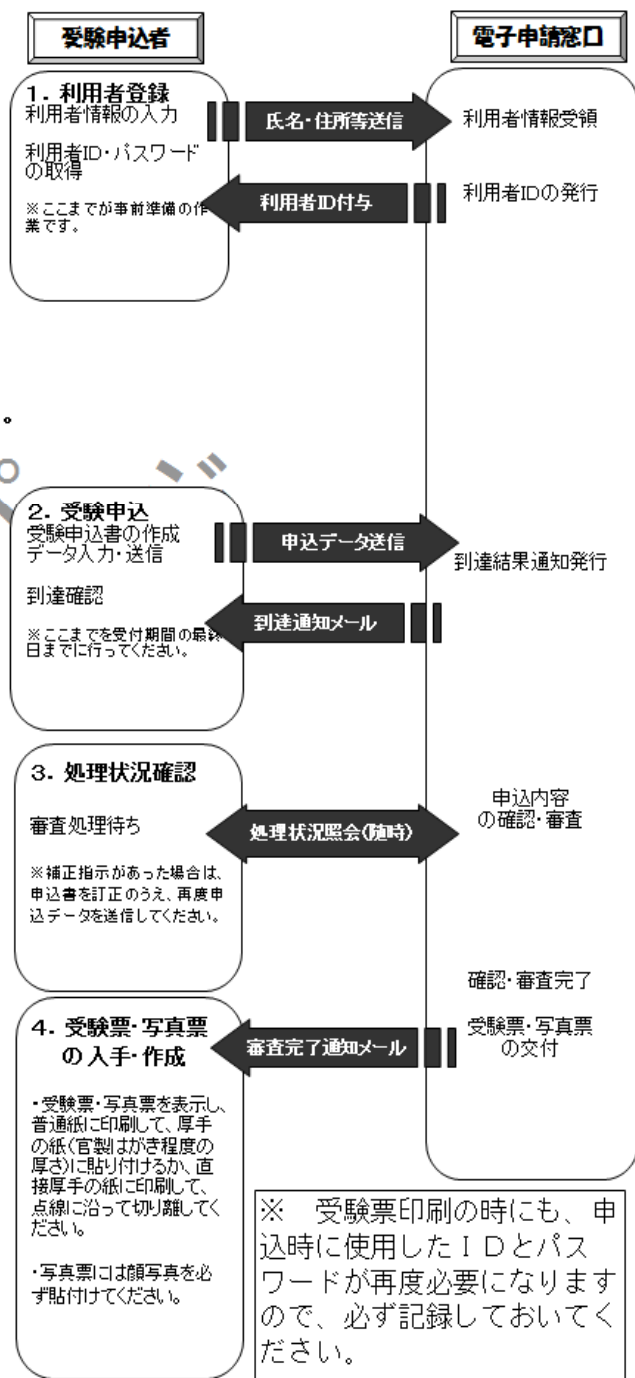 受験申込者
電子申請窓口
1. 利用者登録
利用者情報の入力
氏名・住所等送信
利用者情報受領
利用者ID・パスワード
の取得
利用者ID付与
利用者IDの発行
※ここまでが事前準備の作
業です。
。
2. 受験申込
受験申込書の作成
データ入力・送信
申込データ送信
到達結果通知発行
到達確認
到達通知メール
※ここまでを受付期間の最終
日までに行ってください。
3. 処理状況確認
審査処理待ち
処理状況照会(随時)
申込内容
の確認・審査
※補正指示があった場合は、
申込書を訂正のうえ、再度申
込データを送信してください。
確認・審査完了
4. 受験票・写真票
の入手・作成
審査完了通知メール
受験票・写真票
の交付
・受験票・写真票を表示し、
普通紙に印刷して、厚手
の紙(官製はがき程度の
厚さ)に貼り付けるか、直
接厚手の紙に印刷して、
点線に沿って切り離してく
ださい。
・写真票には顔写真を必
ず貼付けてください。
※　受験票印刷の時にも、申
込時に使用したＩＤとパス
ワードが再度必要になります
ので、必ず記録しておいてく
ださい。